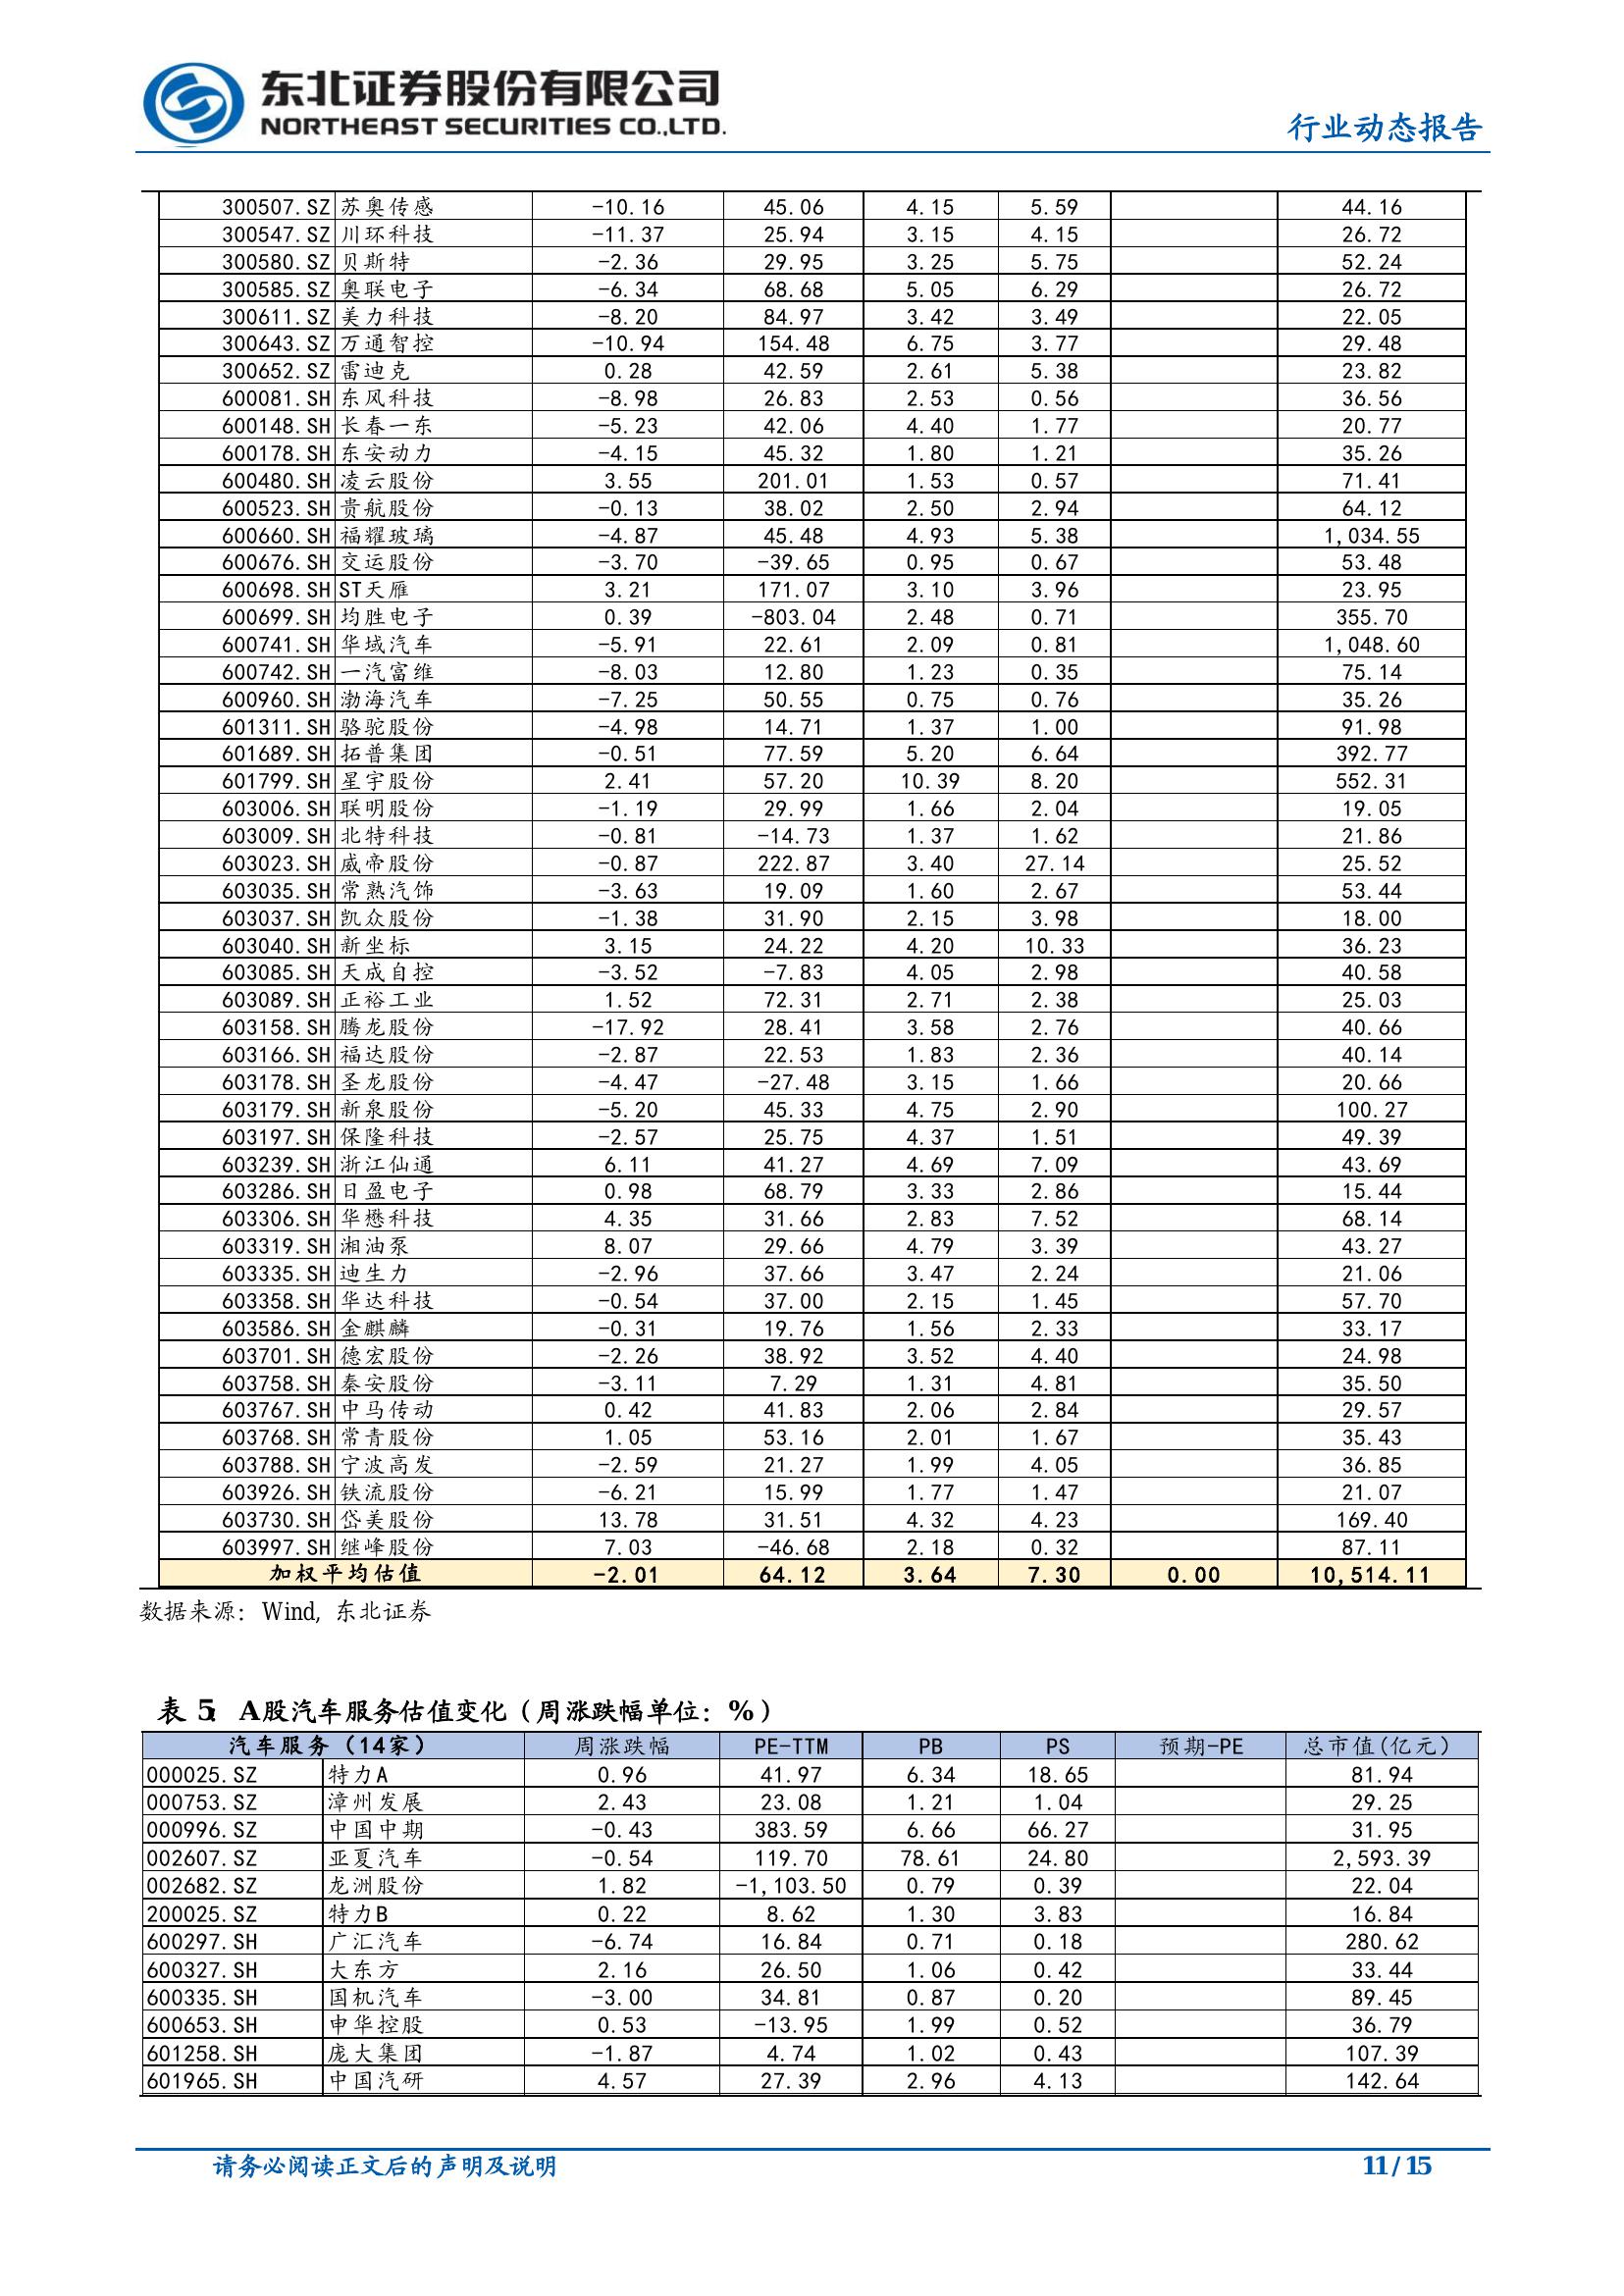 东北证券股份有限公司
NORTHEAST SECURITIES CO.,LTD.
行业动态报告
300507.SZ 苏奥传感 -10.16 45.06 4.15 5.59 44.16
300547.SZ 川环科技 -11.37 25.94 3.15 4.15 26.72
300580.SZ 贝斯特 -2.36 29.95 3.25 5.75 52.24
300585.SZ 奥联电子 -6.34 68.68 5.05 6.29 26.72
300611.SZ 美力科技 -8.20 84.97 3.42 3.49 22.05
300643.SZ 万通智控 -10.94 154.48 6.75 3.77 29.48
300652.SZ 雷迪克 0.28 42.59 2.61 5.38 23.82
600081.SH 东风科技 -8.98 26.83 2.53 0.56 36.56
600148.SH 长春一东 -5.23 42.06 4.40 1.77 20.77
600178.SH 东安动力 -4.15 45.32 1.80 1.21 35.26
600480.SH 凌云股份 3.55 201.01 1.53 0.57 71.41
600523.SH 贵航股份 -0.13 38.02 2.50 2.94 64.12
600660.SH 福耀玻璃 -4.87 45.48 4.93 5.38 1,034.55
600676.SH 交运股份 -3.70 -39.65 0.95 0.67 53.48
600698.SH ST天雁 3.21 171.07 3.10 3.96 23.95
600699.SH 均胜电子 0.39 -803.04 2.48 0.71 355.70
600741.SH 华域汽车 -5.91 22.61 2.09 0.81 1,048.60
600742.SH 一汽富维 -8.03 12.80 1.23 0.35 75.14
600960.SH 渤海汽车 -7.25 50.55 0.75 0.76 35.26
601311.SH 骆驼股份 -4.98 14.71 1.37 1.00 91.98
601689.SH 拓普集团 -0.51 77.59 5.20 6.64 392.77
601799.SH 星宇股份 2.41 57.20 10.39 8.20 552.31
603006.SH 联明股份 -1.19 29.99 1.66 2.04 19.05
603009.SH 北特科技 -0.81 -14.73 1.37 1.62 21.86
603023.SH 威帝股份 -0.87 222.87 3.40 27.14 25.52
603035.SH 常熟汽饰 -3.63 19.09 1.60 2.67 53.44
603037.SH 凯众股份 -1.38 31.90 2.15 3.98 18.00
603040.SH 新坐标 3.15 24.22 4.20 10.33 36.23
603085.SH 天成自控 -3.52 -7.83 4.05 2.98 40.58
603089.SH 正裕工业 1.52 72.31 2.71 2.38 25.03
603158.SH 腾龙股份 -17.92 28.41 3.58 2.76 40.66
603166.SH 福达股份 -2.87 22.53 1.83 2.36 40.14
603178.SH 圣龙股份 -4.47 -27.48 3.15 1.66 20.66
603179.SH 新泉股份 -5.20 45.33 4.75 2.90 100.27
603197.SH 保隆科技 -2.57 25.75 4.37 1.51 49.39
603239.SH 浙江仙通 6.11 41.27 4.69 7.09 43.69
603286.SH 日盈电子 0.98 68.79 3.33 2.86 15.44
603306.SH 华懋科技 4.35 31.66 2.83 7.52 68.14
603319.SH 湘油泵 8.07 29.66 4.79 3.39 43.27
603335.SH 迪生力 -2.96 37.66 3.47 2.24 21.06
603358.SH 华达科技 -0.54 37.00 2.15 1.45 57.70
603586.SH 金麒麟 -0.31 19.76 1.56 2.33 33.17
603701.SH 德宏股份 -2.26 38.92 3.52 4.40 24.98
603758.SH 秦安股份 -3.11 7.29 1.31 4.81 35.50
603767.SH 中马传动 0.42 41.83 2.06 2.84 29.57
603768.SH 常青股份 1.05 53.16 2.01 1.67 35.43
603788.SH 宁波高发 -2.59 21.27 1.99 4.05 36.85
603926.SH 铁流股份 -6.21 15.99 1.77 1.47 21.07
603730.SH 岱美股份 13.78 31.51 4.32 4.23 169.40
603997.SH 继峰股份 7.03 -46.68 2.18 0.32 87.11
加权平均估值 -2.01 64.12 3.64 7.30 0.00 10,514.11
数据来源：Wind, 东北证券
表 5: A股汽车服务估值变化（周涨跌幅单位：%）
汽车服务（14家） 周涨跌幅 PE-TTM PB PS 预期-PE 总市值(亿元)
000025.SZ 特力A 0.96 41.97 6.34 18.65 81.94
000753.SZ 漳州发展 2.43 23.08 1.21 1.04 29.25
000996.SZ 中国中期 -0.43 383.59 6.66 66.27 31.95
002607.SZ 亚夏汽车 -0.54 119.70 78.61 24.80 2,593.39
002682.SZ 龙洲股份 1.82 -1,103.50 0.79 0.39 22.04
200025.SZ 特力B 0.22 8.62 1.30 3.83 16.84
600297.SH 广汇汽车 -6.74 16.84 0.71 0.18 280.62
600327.SH 大东方 2.16 26.50 1.06 0.42 33.44
600335.SH 国机汽车 -3.00 34.81 0.87 0.20 89.45
600653.SH 申华控股 0.53 -13.95 1.99 0.52 36.79
601258.SH 庞大集团 -1.87 4.74 1.02 0.43 107.39
601965.SH 中国汽研 4.57 27.39 2.96 4.13 142.64
请务必阅读正文后的声明及说明
11 / 15